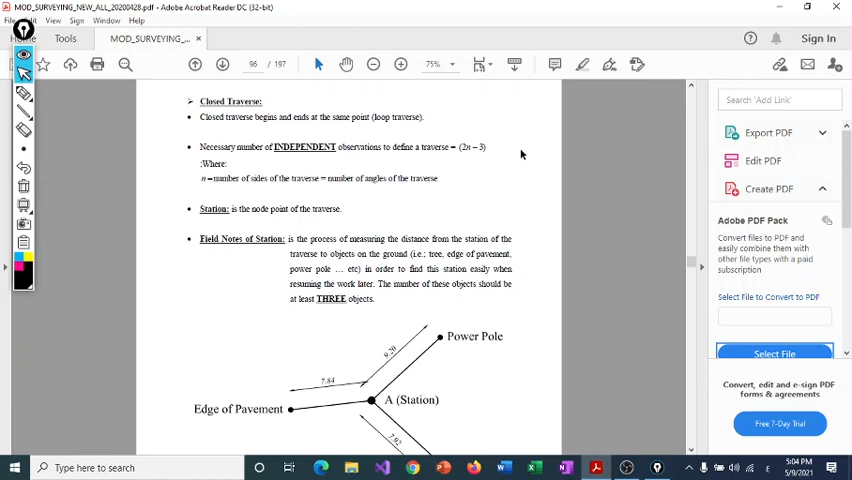 MOD_SURVEYING_NEW_ALL_20200428.pdf - Adobe Acrobat Reader DC (32-bit)
File Edit View Sign Window Help
Home Tools MOD_SURVEYING_... × Sign In
96 / 197 75%
➢ Closed Traverse:
• Closed traverse begins and ends at the same point (loop traverse).
• Necessary number of INDEPENDENT observations to define a traverse = (2n – 3)
:Where:
n = number of sides of the traverse = number of angles of the traverse
• Station: is the node point of the traverse.
• Field Notes of Station: is the process of measuring the distance from the station of the
traverse to objects on the ground (i.e.; tree, edge of pavement,
power pole ... etc) in order to find this station easily when
resuming the work later. The number of these objects should be
at least THREE objects.
Power Pole
9.20
7.84
Edge of Pavement
A (Station)
7.92
Search 'Add Link'
Export PDF
Edit PDF
Create PDF
Adobe PDF Pack
Convert files to PDF and
easily combine them with
other file types with a paid
subscription
Select File to Convert to PDF
Select File
Convert, edit and e-sign PDF
forms & agreements
Free 7-Day Trial
Type here to search
5:04 PM
5/9/2021